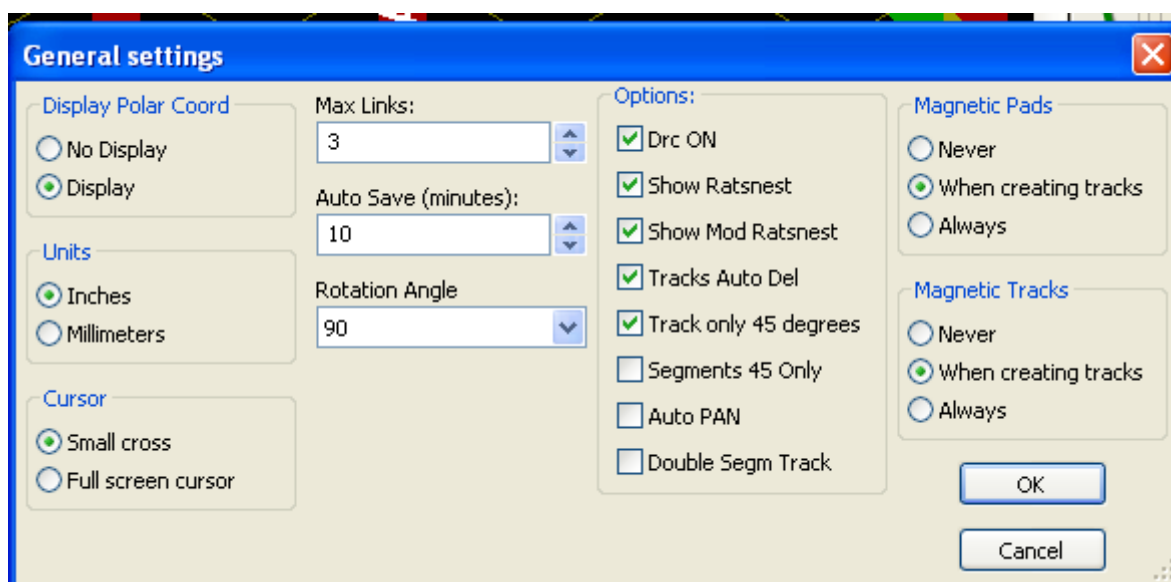 General settings
Display Polar Coord
No Display
Display
Units
Inches
Millimeters
Cursor
Small cross
Full screen cursor
Max Links:
3
Auto Save (minutes):
10
Rotation Angle
90
Options:
Drc ON
Show Ratsnest
Show Mod Ratsnest
Tracks Auto Del
Track only 45 degrees
Segments 45 Only
Auto PAN
Double Segm Track
Magnetic Pads
Never
When creating tracks
Always
Magnetic Tracks
Never
When creating tracks
Always
OK
Cancel